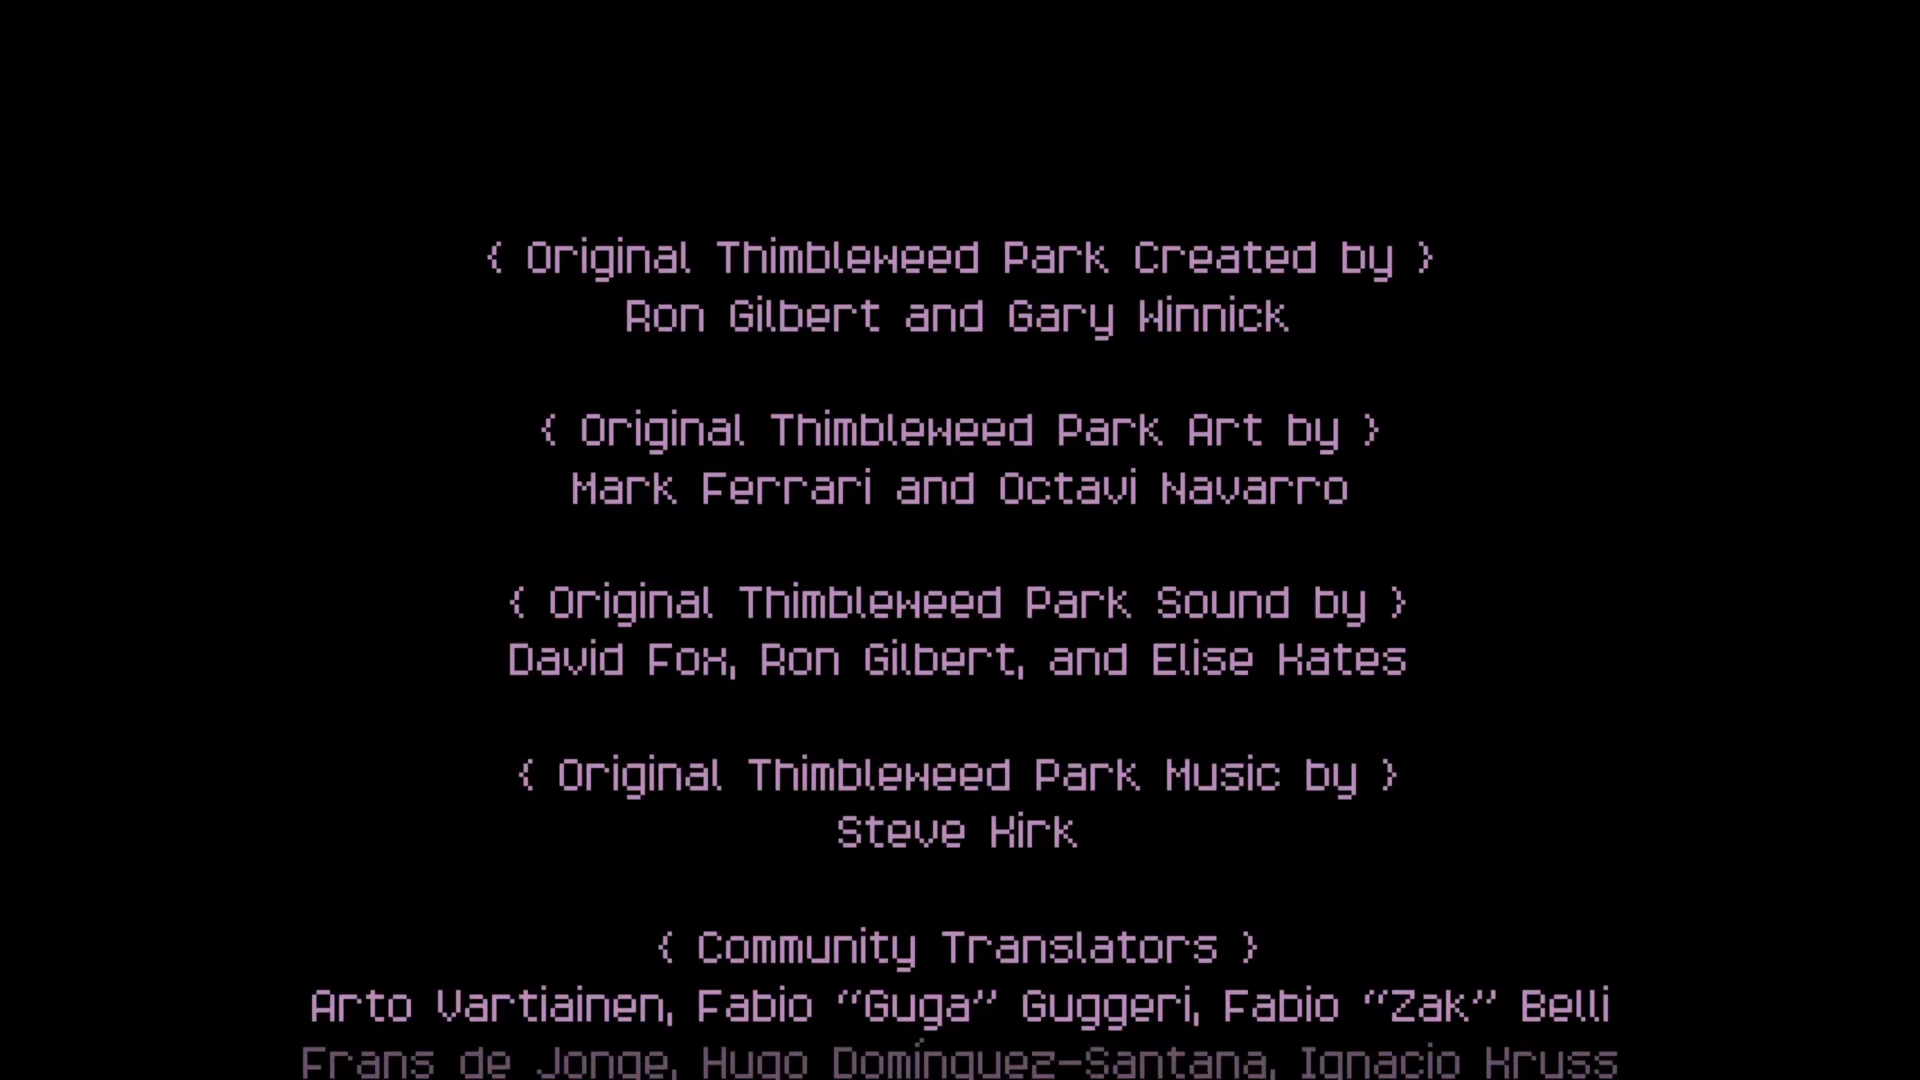 { Original Thimbleweed Park Created by }
Ron Gilbert and Gary Winnick
{ Original Thimbleweed Park Art by }
Mark Ferrari and Octavi Navarro
{ Original Thimbleweed Park Sound by }
David Fox, Ron Gilbert, and Elise Kates
{ Original Thimbleweed Park Music by }
Steve Kirk
{ Community Translators }
Arto Vartiainen, Fabio “Guga” Guggeri, Fabio “Zak” Belli
Frans de Jonge, Hugo Domínguez-Santana, Ignacio Kruss